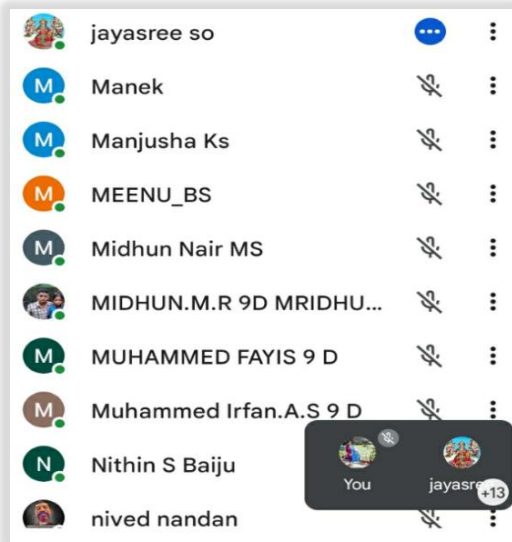 jayasree so
M Manek
M Manjusha Ks
M MEENU_BS
M Midhun Nair MS
MIDHUN.M.R 9D MRIDHU...
M MUHAMMED FAYIS 9 D
M Muhammed Irfan.A.S 9 D
N Nithin S Baiju
You jayasre +13
nived nandan